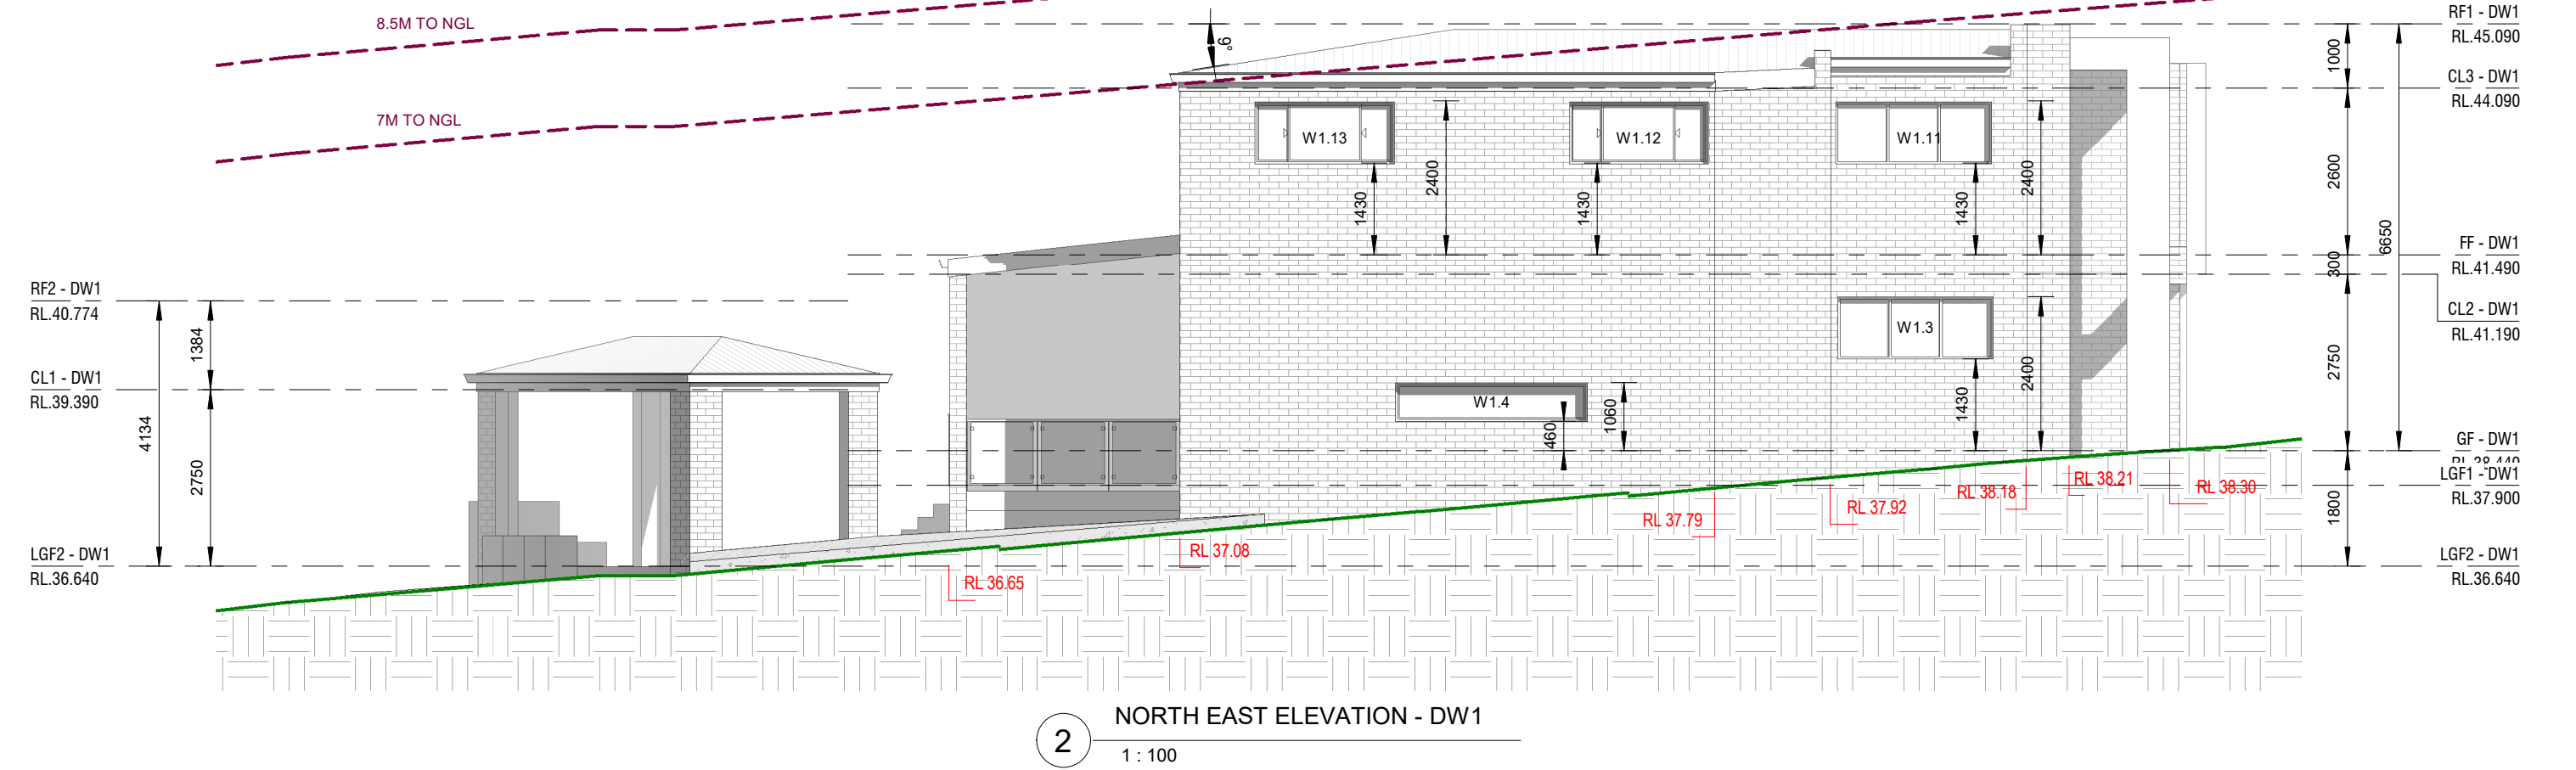 8.5M TO NGL
7M TO NGL
9°
RF1 - DW1
RL.45.090
1000
CL3 - DW1
RL.44.090
W1.13
W1.12
W1.11
2400
2400
1430
1430
1430
2600
6650
FF - DW1
RL.41.490
300
CL2 - DW1
RL.41.190
RF2 - DW1
RL.40.774
1384
CL1 - DW1
RL.39.390
4134
2750
W1.3
2400
1430
2750
W1.4
1060
460
GF - DW1
RL.38.440
LGF1 - DW1
RL.37.900
1800
LGF2 - DW1
RL.36.640
LGF2 - DW1
RL.36.640
RL 36.65
RL 37.08
RL 37.79
RL 37.92
RL 38.18
RL 38.21
RL 38.30
2
NORTH EAST ELEVATION - DW1
1 : 100